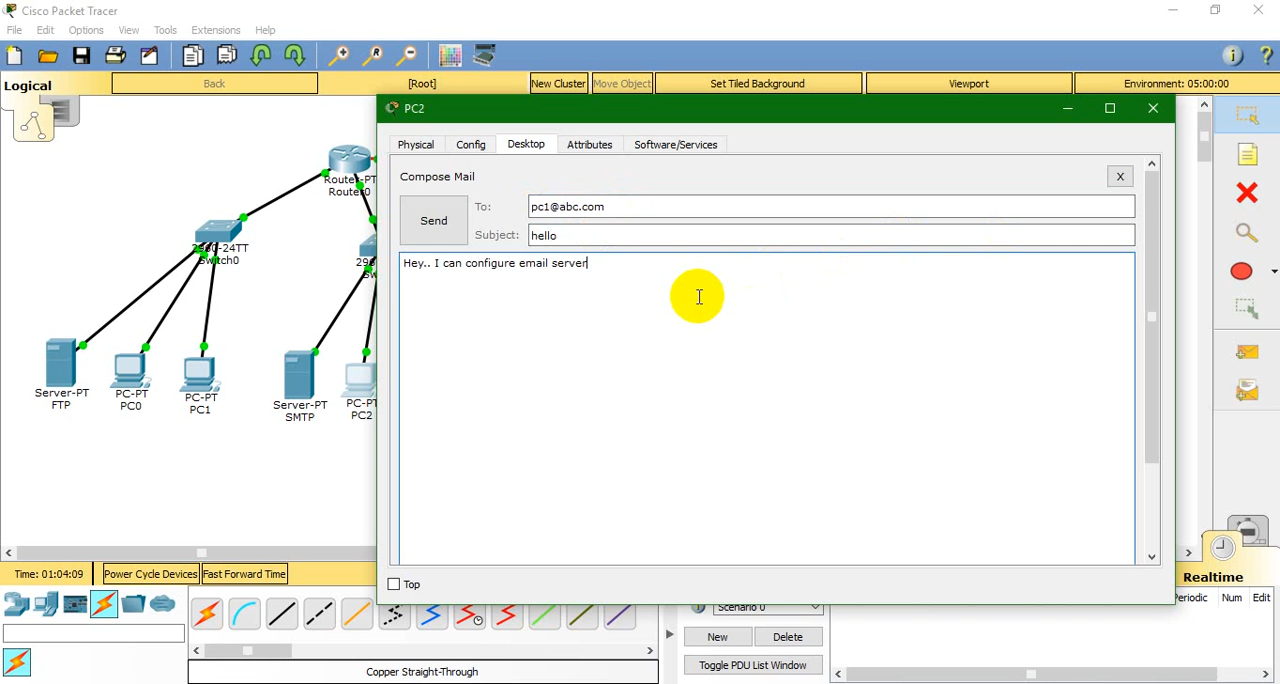 Cisco Packet Tracer
File Edit Options View Tools Extensions Help
Logical
Back
[Root]
New Cluster
Move Object
Set Tiled Background
Viewport
Environment: 05:00:00
PC2
Physical Config Desktop Attributes Software/Services
Compose Mail
X
Send
To: pc1@abc.com
Subject: hello
Hey.. I can configure email server
Top
Router-PT
Router0
2960-24TT
Switch0
Server-PT
FTP
PC-PT
PC0
PC-PT
PC1
Server-PT
SMTP
PC-PT
PC2
Time: 01:04:09
Power Cycle Devices
Fast Forward Time
Realtime
Scenario 0
New
Delete
Toggle PDU List Window
Periodic Num Edit
Copper Straight-Through